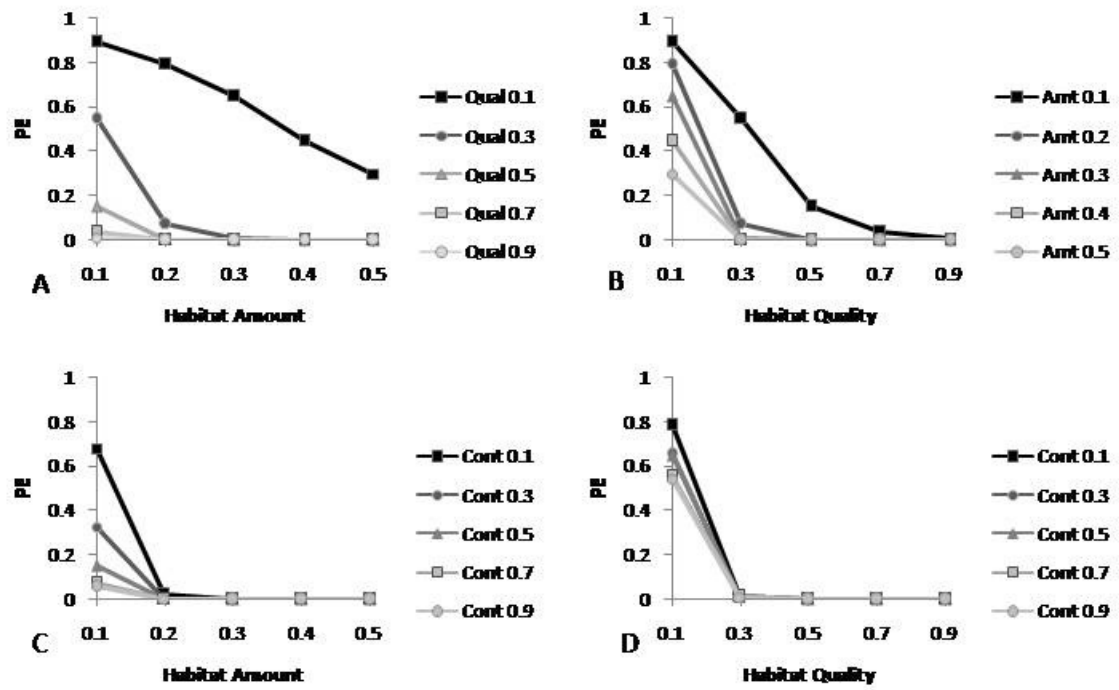 1
0.8
0.6
0.4
0.2
0
PE
0.1 0.2 0.3 0.4 0.5
A
Habitat Amount
Qual 0.1
Qual 0.3
Qual 0.5
Qual 0.7
Qual 0.9
1
0.8
0.6
0.4
0.2
0
PE
0.1 0.3 0.5 0.7 0.9
B
Habitat Quality
Amt 0.1
Amt 0.2
Amt 0.3
Amt 0.4
Amt 0.5
1
0.8
0.6
0.4
0.2
0
PE
0.1 0.2 0.3 0.4 0.5
C
Habitat Amount
Cont 0.1
Cont 0.3
Cont 0.5
Cont 0.7
Cont 0.9
1
0.8
0.6
0.4
0.2
0
PE
0.1 0.3 0.5 0.7 0.9
D
Habitat Quality
Cont 0.1
Cont 0.3
Cont 0.5
Cont 0.7
Cont 0.9